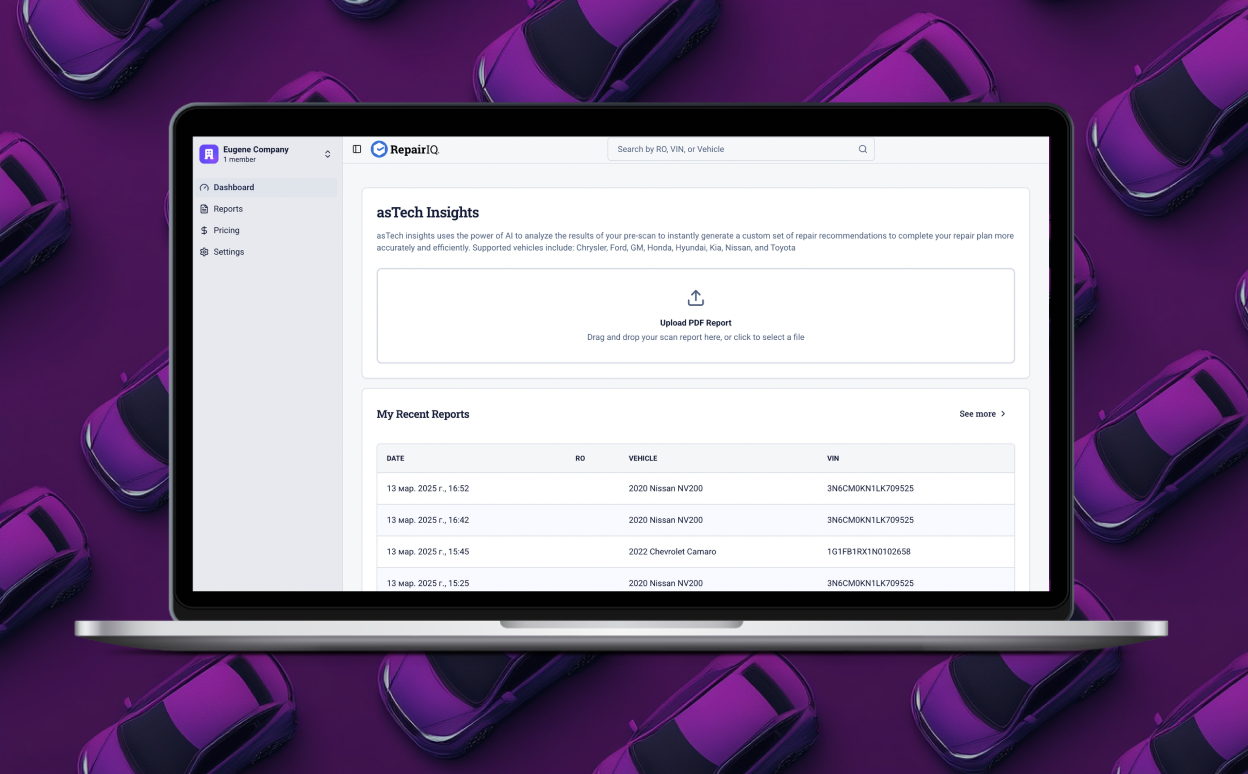 Eugene Company
1 member
Dashboard
Reports
Pricing
Settings
RepairIQ
Search by RO, VIN, or Vehicle
asTech Insights
asTech insights uses the power of AI to analyze the results of your pre-scan to instantly generate a custom set of repair recommendations to complete your repair plan more
accurately and efficiently. Supported vehicles include: Chrysler, Ford, GM, Honda, Hyundai, Kia, Nissan, and Toyota
Upload PDF Report
Drag and drop your scan report here, or click to select a file
My Recent Reports
See more
DATE RO VEHICLE VIN
13 мар. 2025 г., 16:52 2020 Nissan NV200 3N6CM0KN1LK709525
13 мар. 2025 г., 16:42 2020 Nissan NV200 3N6CM0KN1LK709525
13 мар. 2025 г., 15:45 2022 Chevrolet Camaro 1G1FB1RX1N0102658
13 мар. 2025 г., 15:25 2020 Nissan NV200 3N6CM0KN1LK709525